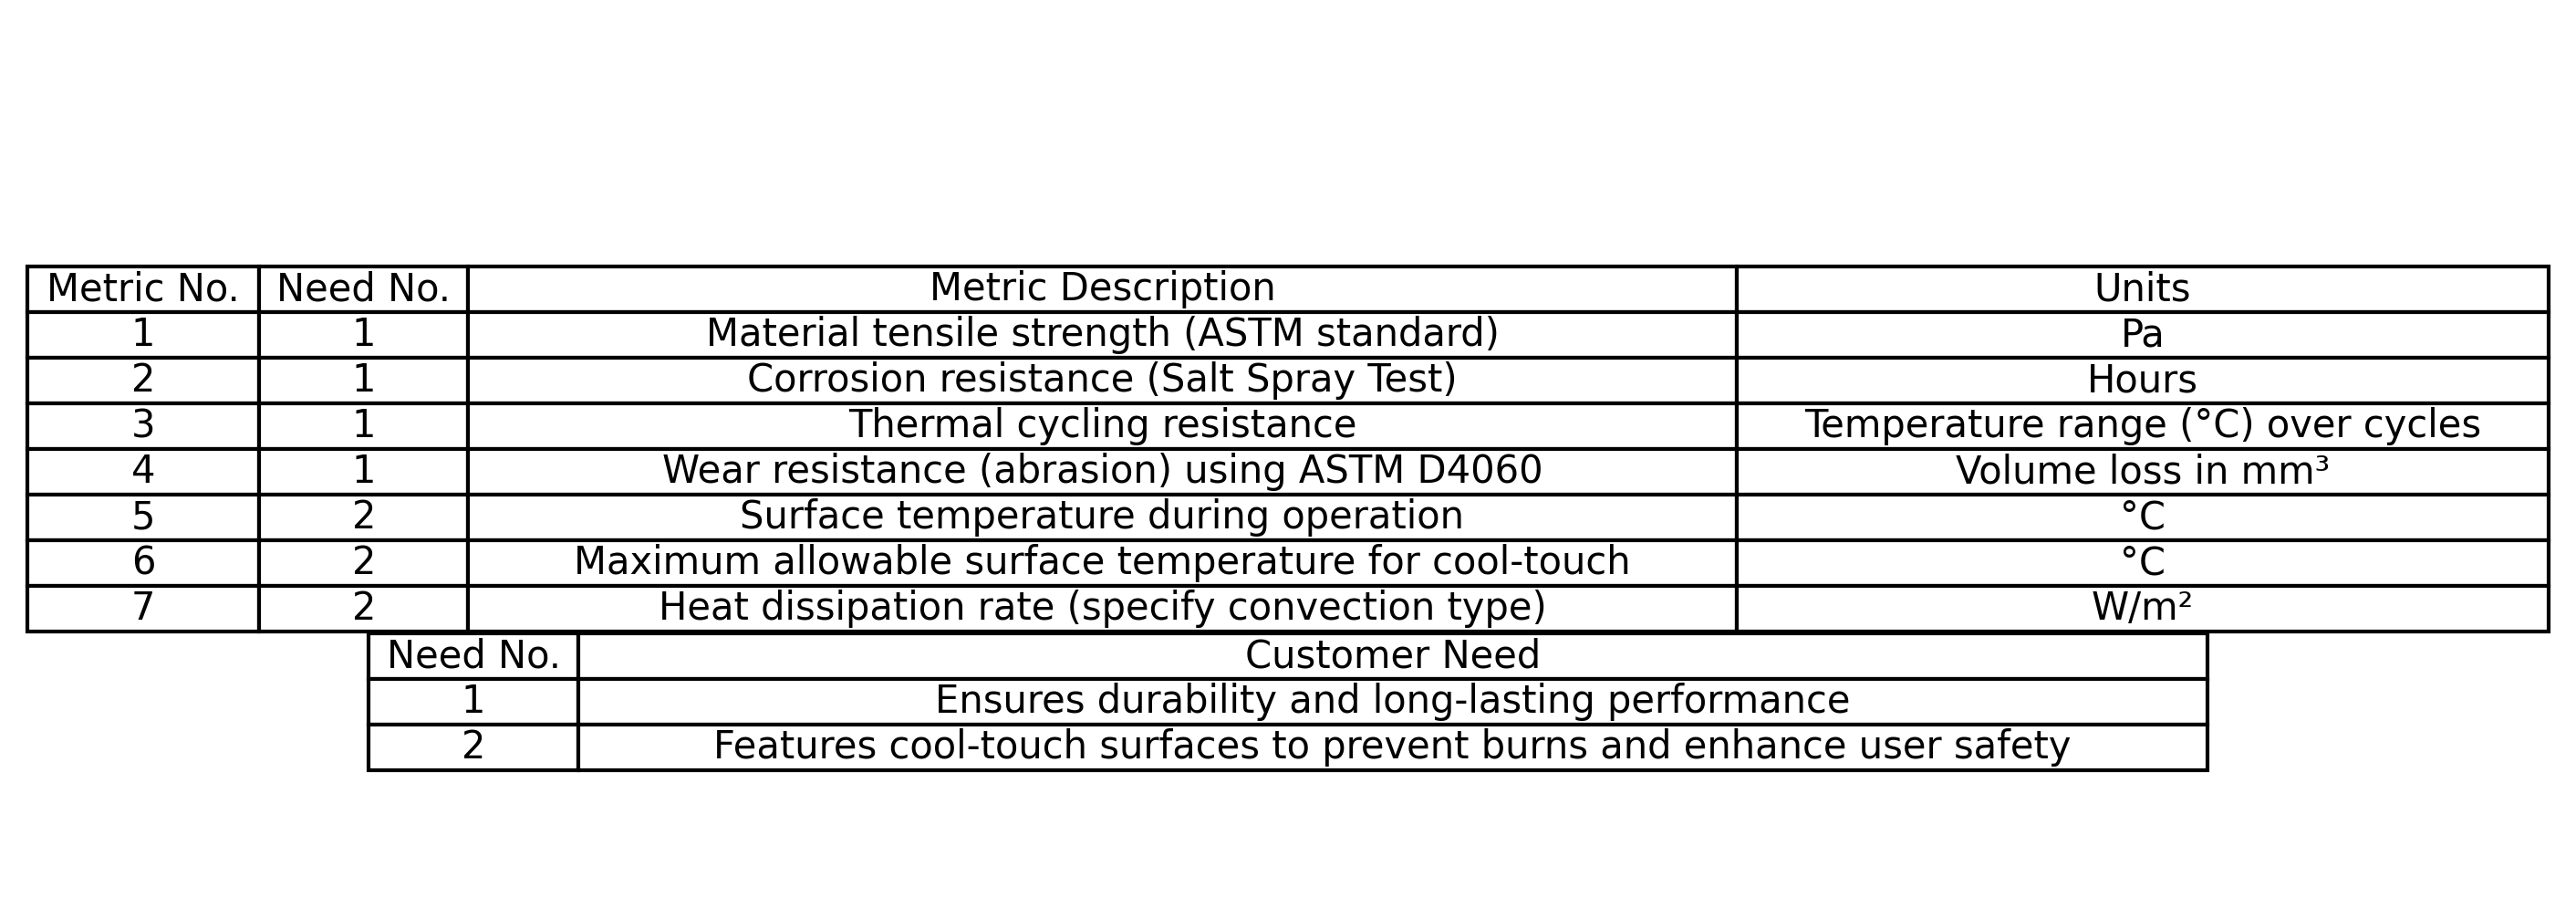 Metric No. Need No. Metric Description Units
1 1 Material tensile strength (ASTM standard) Pa
2 1 Corrosion resistance (Salt Spray Test) Hours
3 1 Thermal cycling resistance Temperature range (°C) over cycles
4 1 Wear resistance (abrasion) using ASTM D4060 Volume loss in mm³
5 2 Surface temperature during operation °C
6 2 Maximum allowable surface temperature for cool-touch °C
7 2 Heat dissipation rate (specify convection type) W/m²
Need No. Customer Need
1 Ensures durability and long-lasting performance
2 Features cool-touch surfaces to prevent burns and enhance user safety